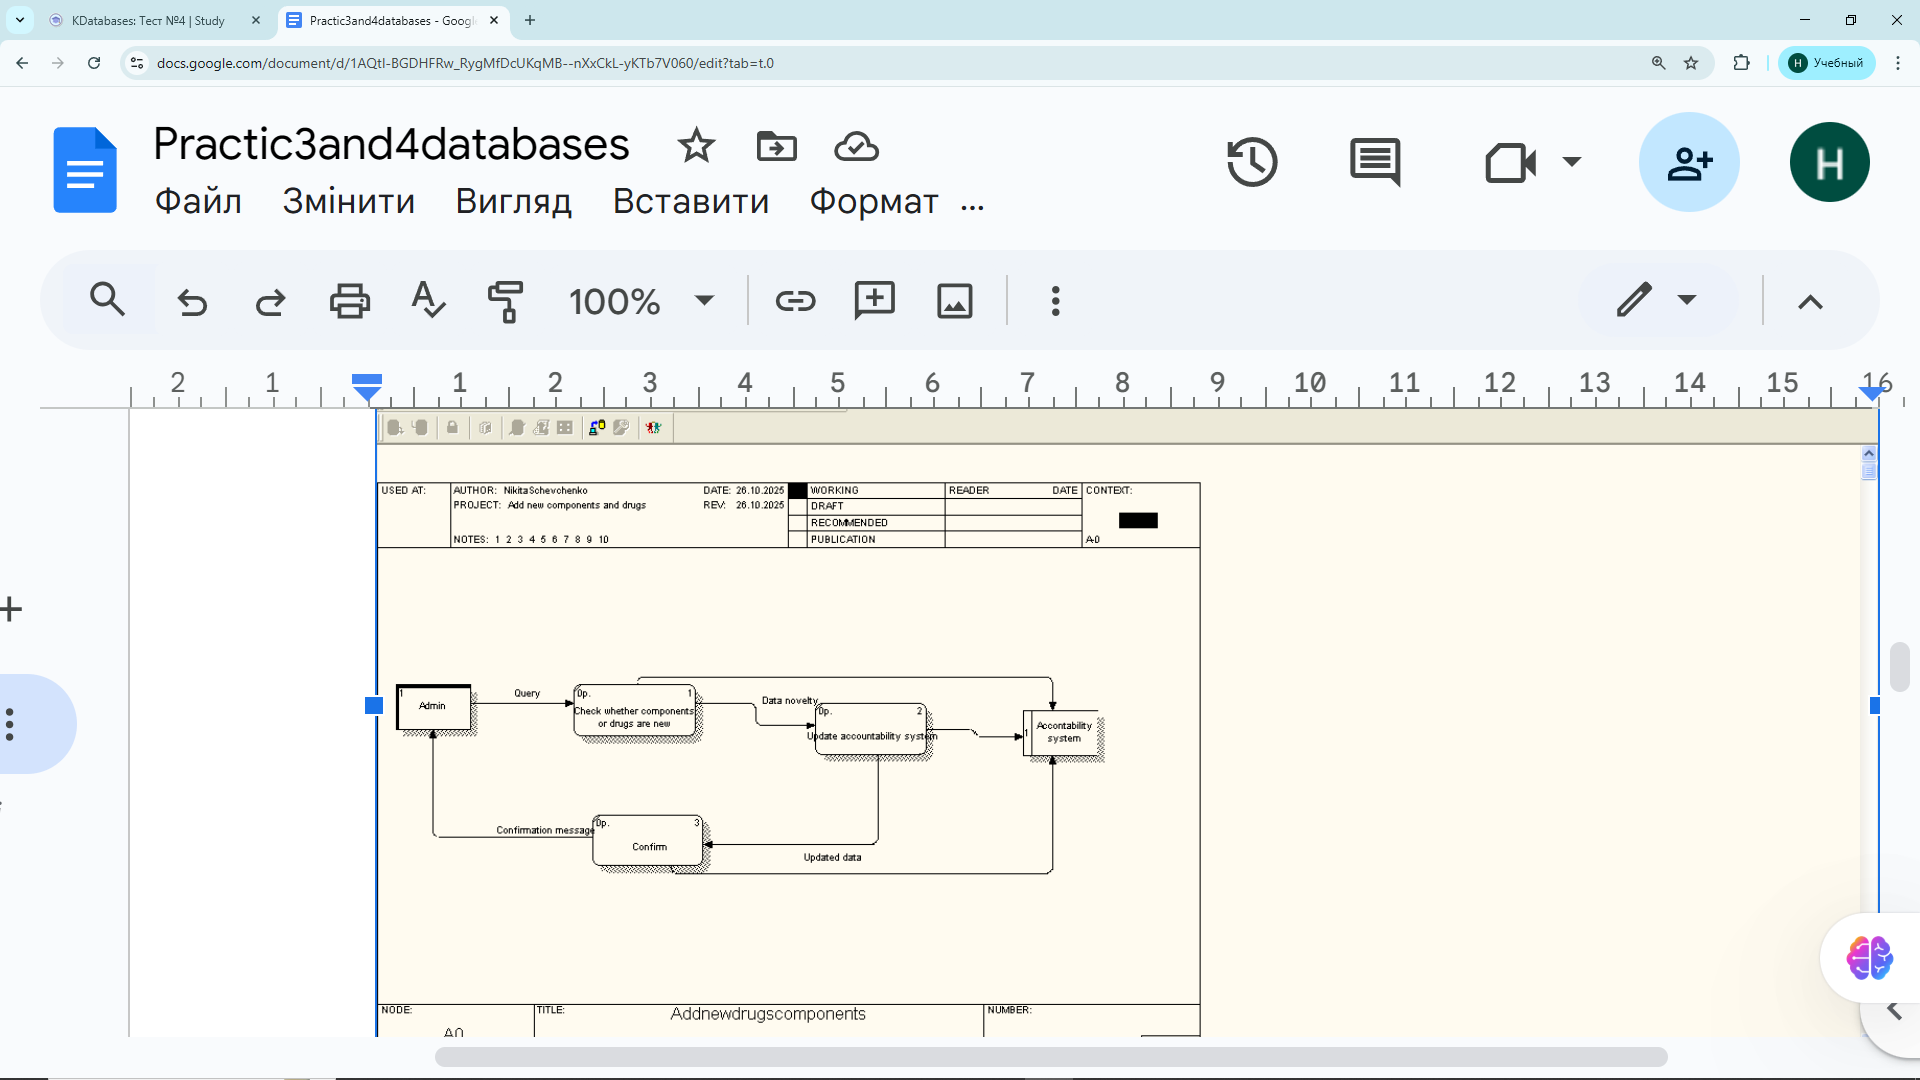 KDatabases: Тест №4 | Study
Practic3and4databases - Googl
docs.google.com/document/d/1AQtI-BGDHFRw_RygMfDcUKqMB--nXxCkL-yKTb7V060/edit?tab=t.0
Н Учебный
Practic3and4databases
Файл Змінити Вигляд Вставити Формат ...
Н
100%
2 1 1 2 3 4 5 6 7 8 9 10 11 12 13 14 15 16
USED AT: AUTHOR: NikitaSchevchenko DATE: 26.10.2025 WORKING READER DATE CONTEXT:
PROJECT: Add new components and drugs REV: 26.10.2025 DRAFT
RECOMMENDED
NOTES: 1 2 3 4 5 6 7 8 9 10 PUBLICATION A-0
1 Admin
Query
0p. 1
Check whether components
or drugs are new
Data novelty
0p. 2
Update accountability system
1 Accontability
system
Confirmation message
0p. 3
Confirm
Updated data
NODE: TITLE: Addnewdrugscomponents NUMBER:
A0